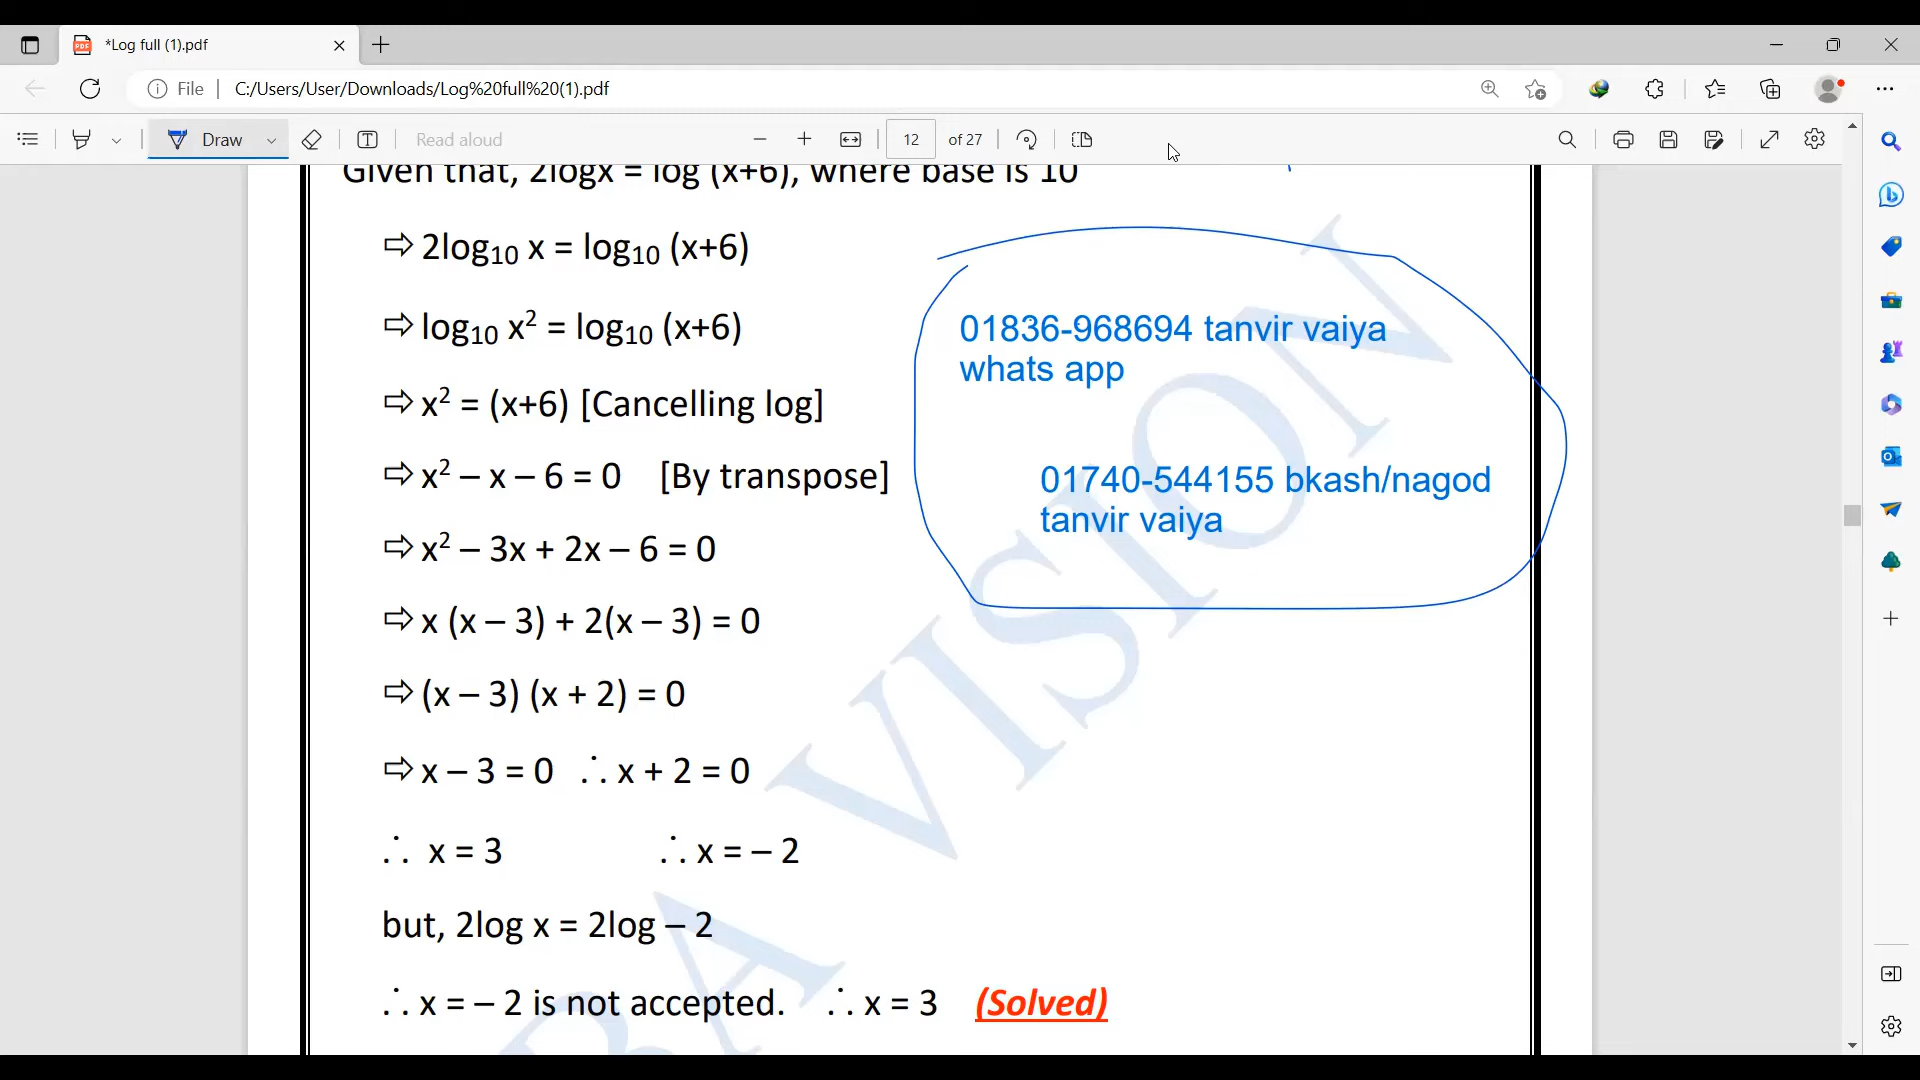 *Log full (1).pdf
File
C:/Users/User/Downloads/Log%20full%20(1).pdf
Draw
Read aloud
12
of 27
Given that, 2logx = log (x+6), where base is 10
⇨ 2log₁₀ x = log₁₀ (x+6)
⇨ log₁₀ x² = log₁₀ (x+6)
⇨ x² = (x+6) [Cancelling log]
⇨ x² – x – 6 = 0 [By transpose]
⇨ x² – 3x + 2x – 6 = 0
⇨ x (x – 3) + 2(x – 3) = 0
⇨ (x – 3) (x + 2) = 0
⇨ x – 3 = 0 ∴ x + 2 = 0
∴ x = 3 ∴ x = – 2
but, 2log x = 2log – 2
∴ x = – 2 is not accepted. ∴ x = 3 (Solved)
01836-968694 tanvir vaiya
whats app
01740-544155 bkash/nagod
tanvir vaiya
BA VISION